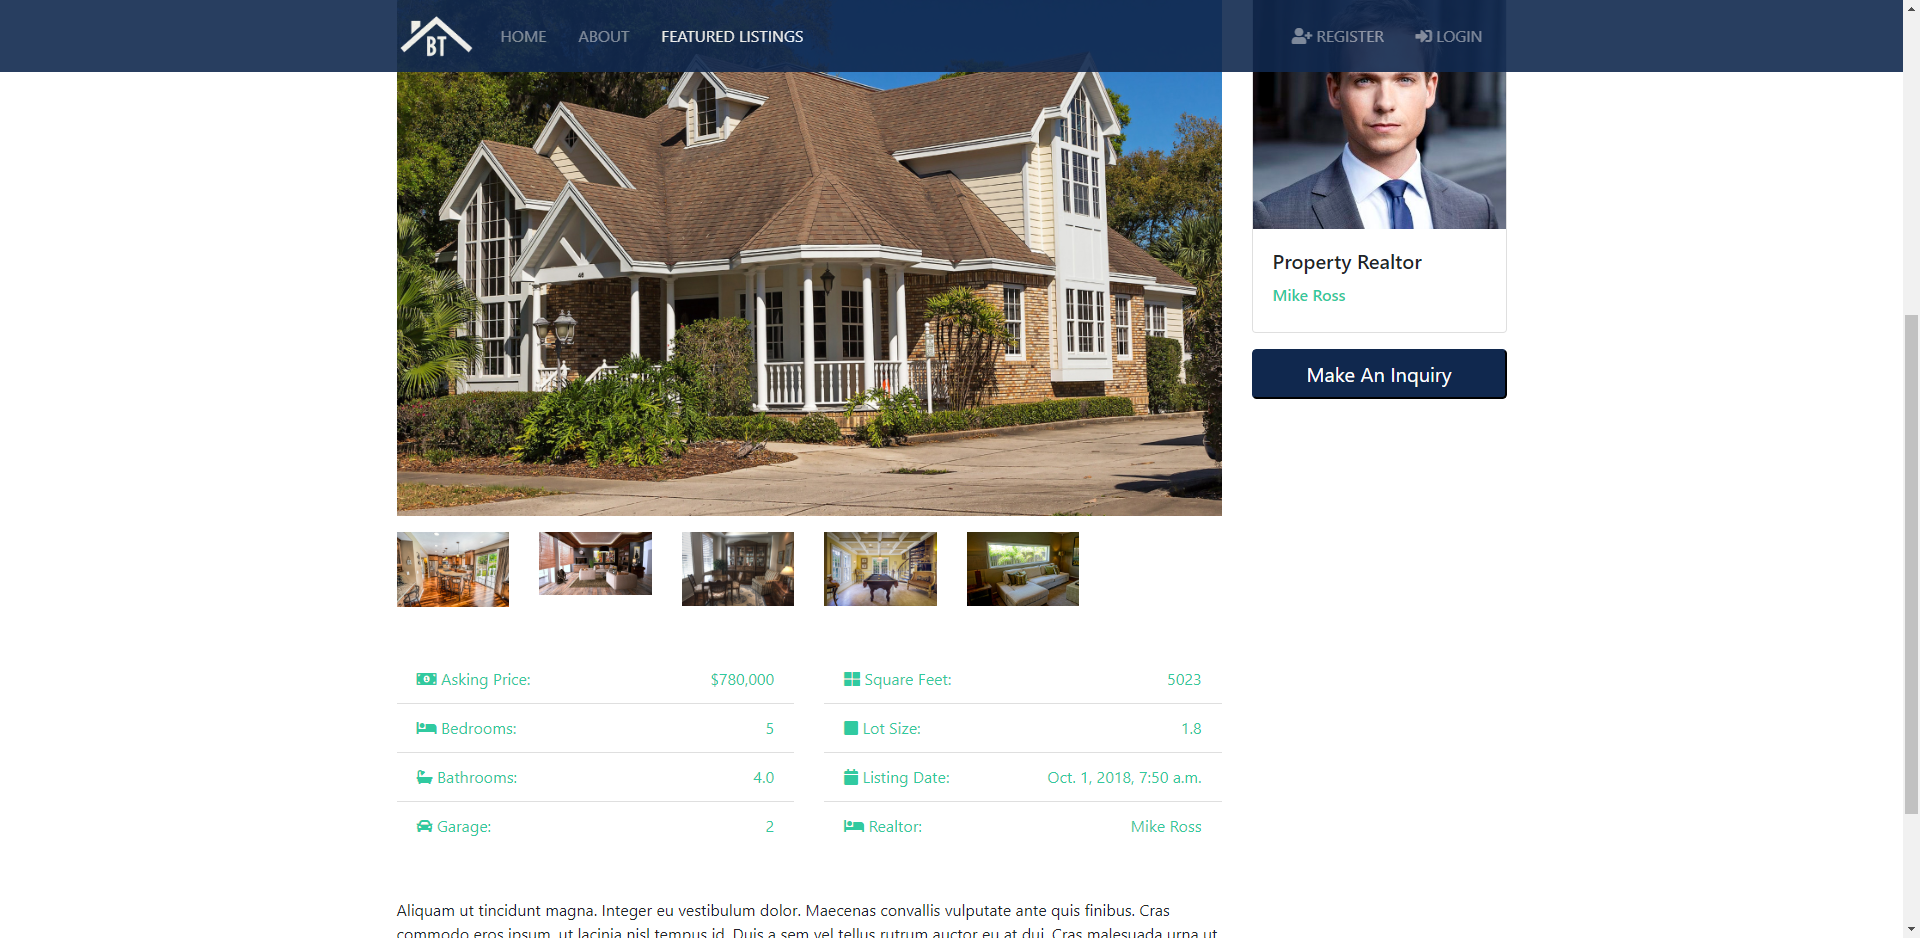 BT
HOME
ABOUT
FEATURED LISTINGS
REGISTER
LOGIN
Property Realtor
Mike Ross
Make An Inquiry
Asking Price: $780,000
Square Feet: 5023
Bedrooms: 5
Lot Size: 1.8
Bathrooms: 4.0
Listing Date: Oct. 1, 2018, 7:50 a.m.
Garage: 2
Realtor: Mike Ross
Aliquam ut tincidunt magna. Integer eu vestibulum dolor. Maecenas convallis vulputate ante quis finibus. Cras
commodo eros ipsum, ut lacinia nisl tempus id. Duis a sem vel tellus rutrum auctor eu at dui. Cras malesuada urna ut